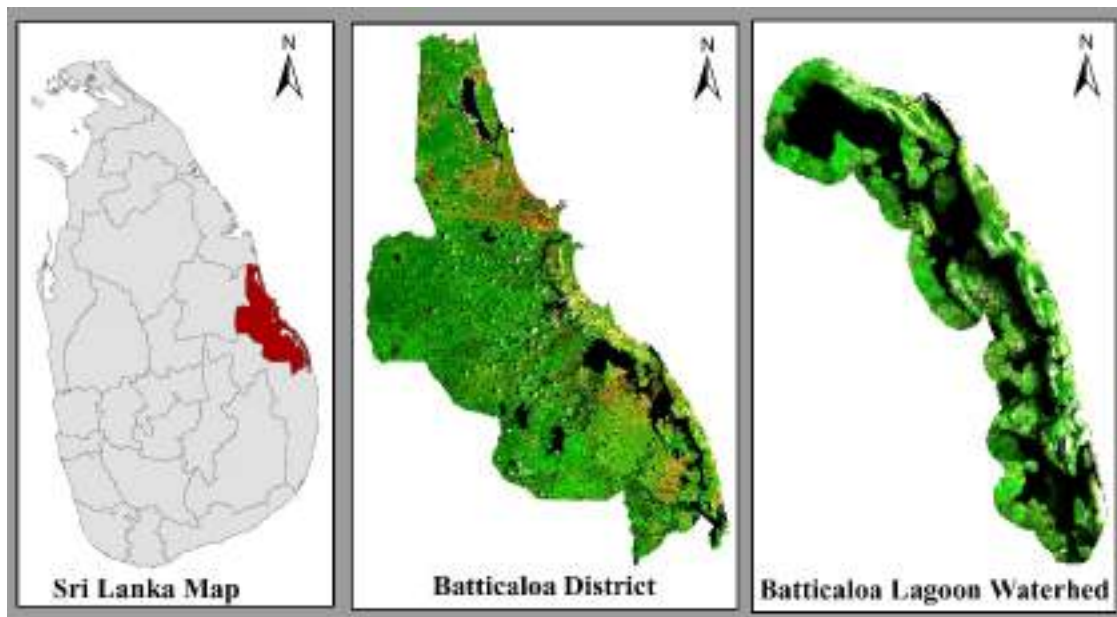 N
N
N
Sri Lanka Map
Batticaloa District
Batticaloa Lagoon Waterhed